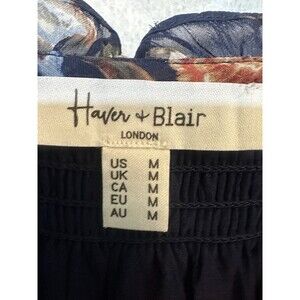 Haver + Blair
LONDON
US M
UK M
CA M
EU M
AU M